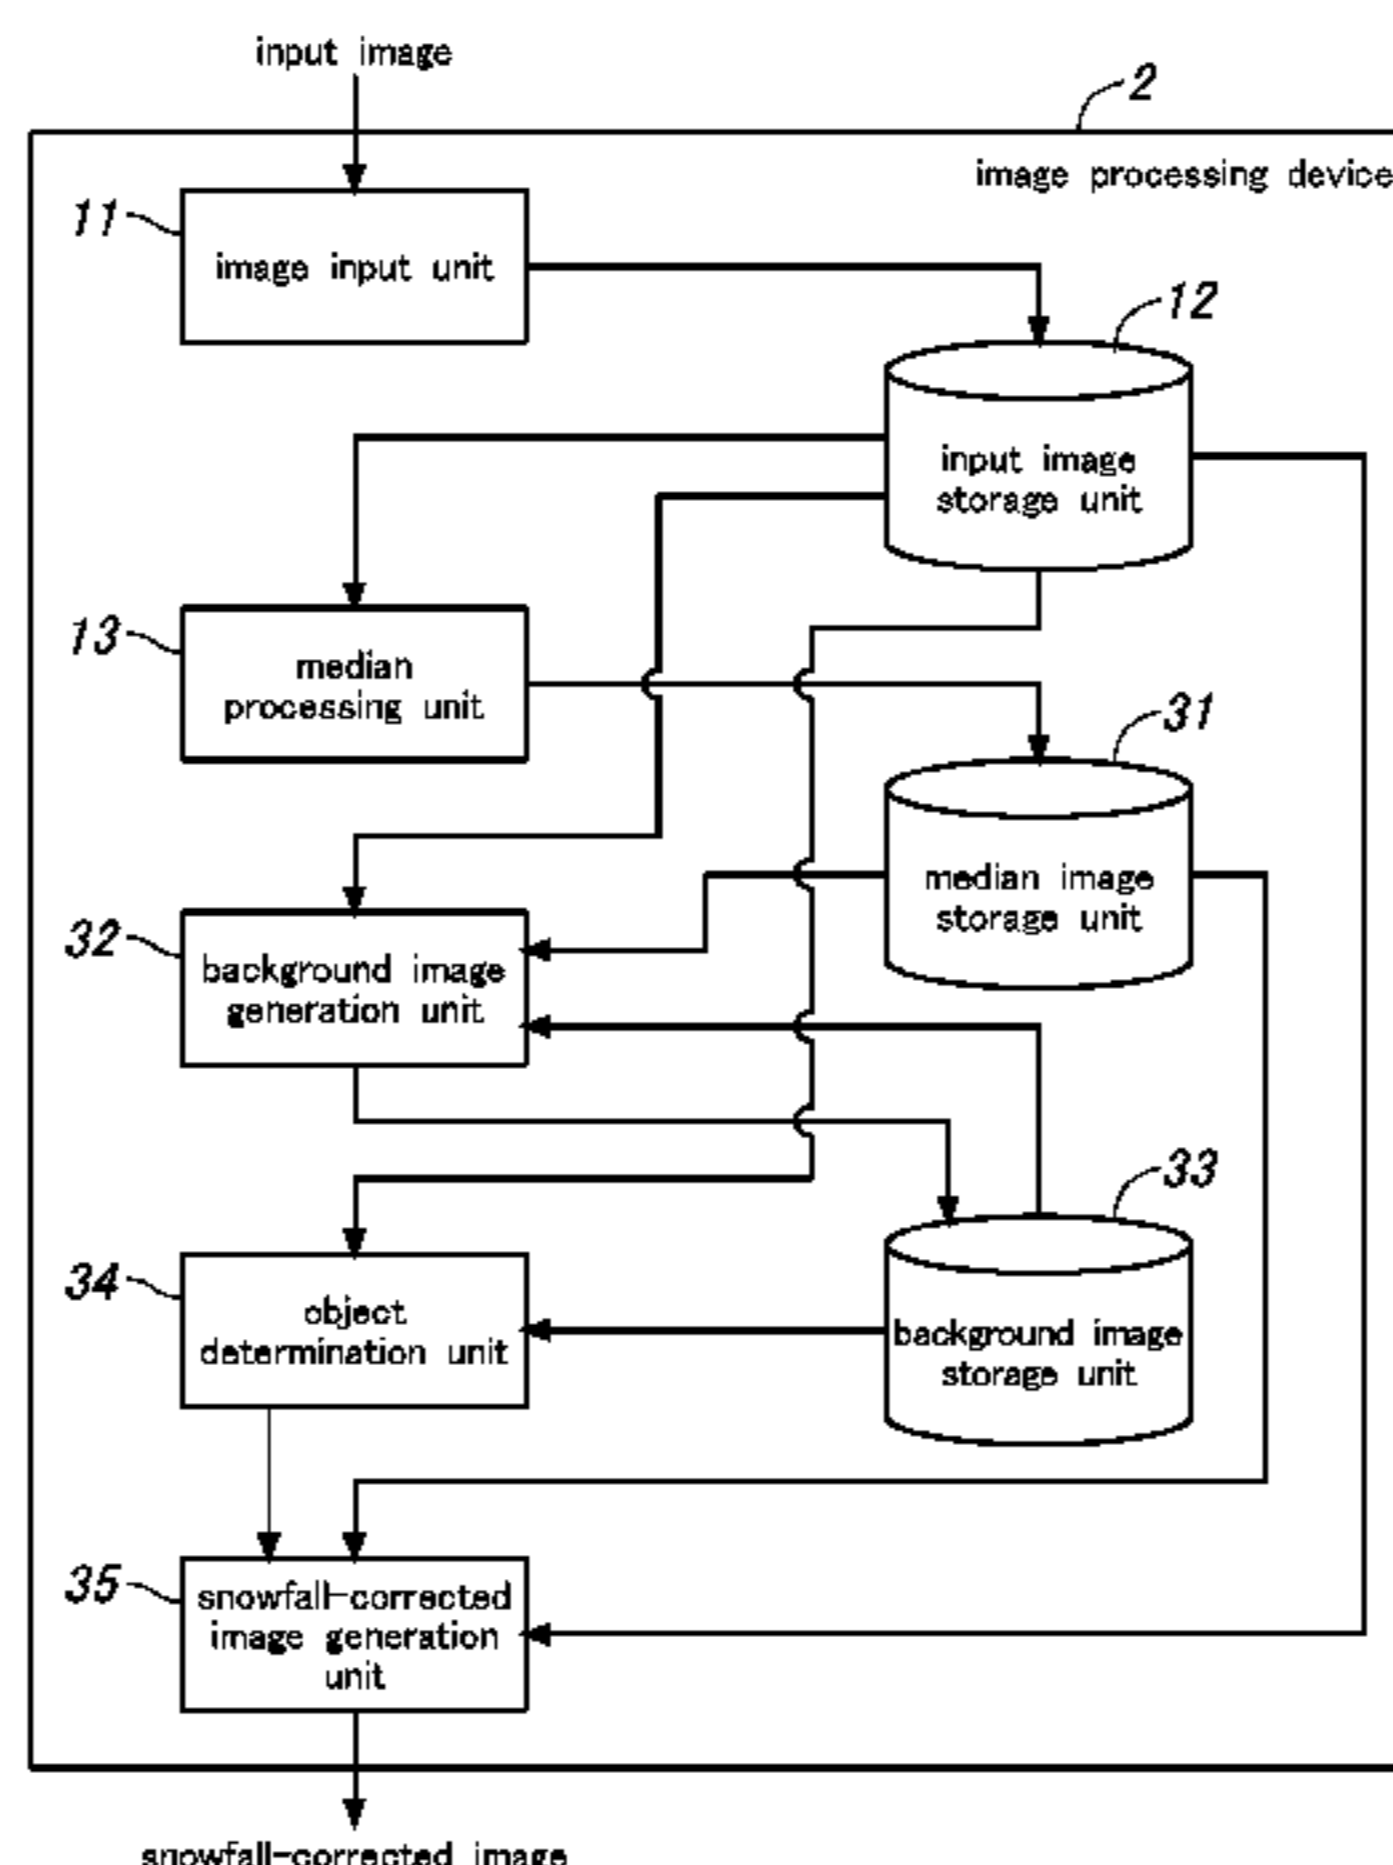 input image
2
image processing device
11
image input unit
12
input image
storage unit
13
median
processing unit
31
median image
storage unit
32
background image
generation unit
33
background image
storage unit
34
object
determination unit
35
snowfall-corrected
image generation
unit
snowfall-corrected image